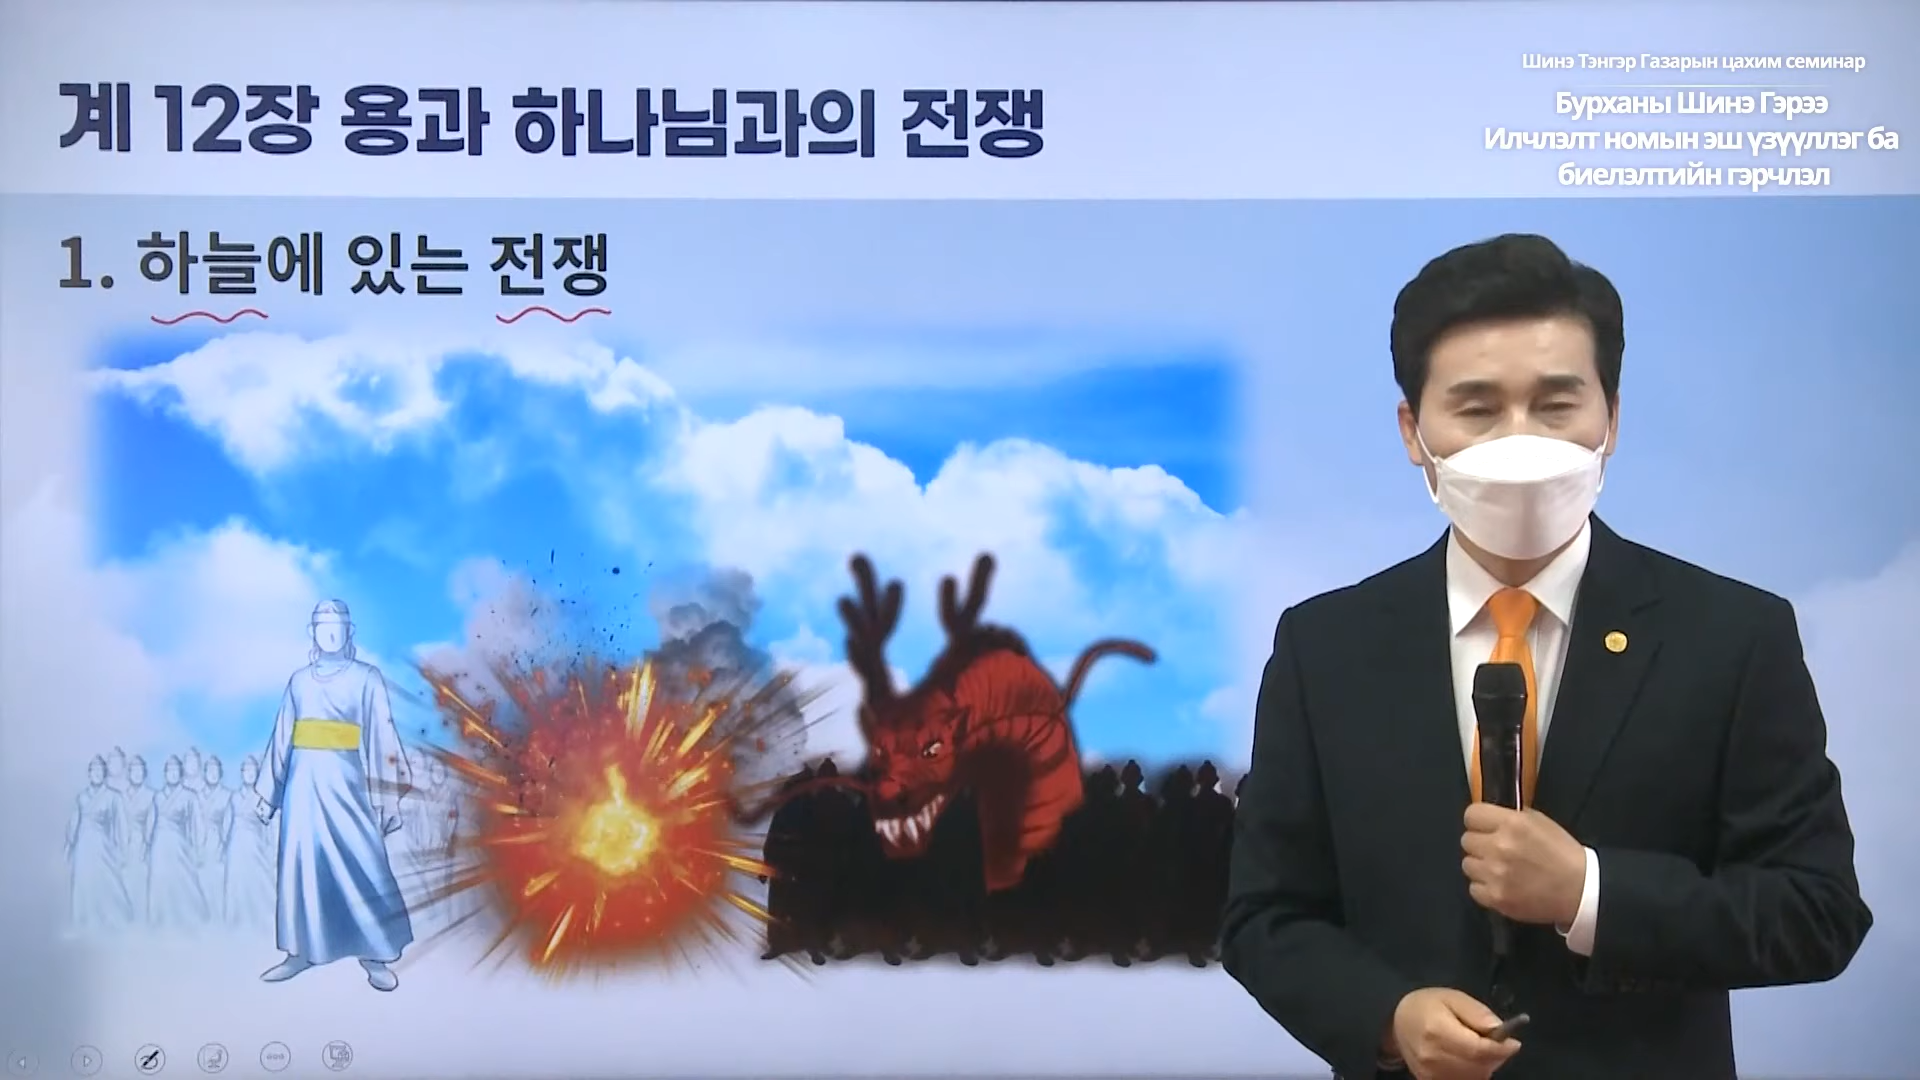 계 12장 용과 하나님과의 전쟁
Шинэ Тэнгэр Газарын цахим семинар
Бурханы Шинэ Гэрээ
Илчлэлт номын эш үзүүллэг ба
биелэлтийн гэрчлэл
1. 하늘에 있는 전쟁